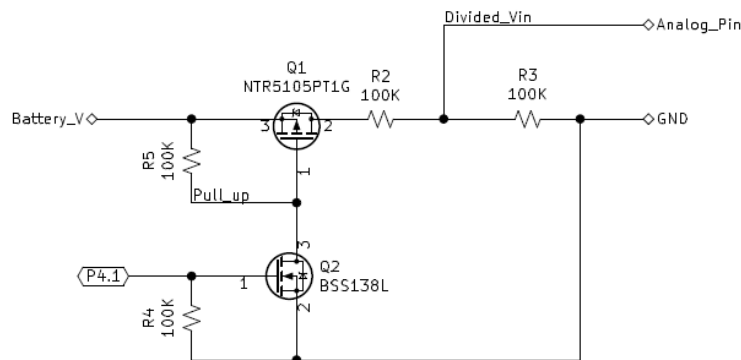 Divided_Vin
Analog_Pin
Q1
NTR5105PT1G
R2
100K
R3
100K
Battery_V
3
2
GND
R5
100K
1
Pull_up
3
P4.1
1
Q2
BSS138L
2
R4
100K